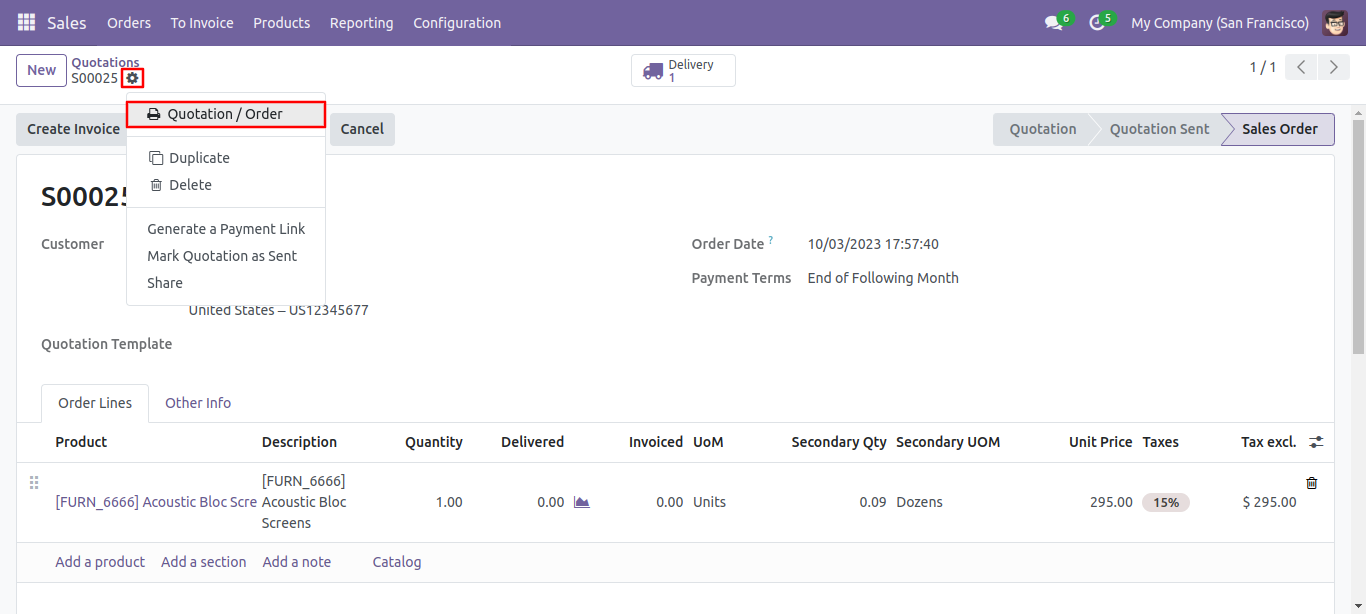 Sales Orders To Invoice Products Reporting Configuration 6 5 My Company (San Francisco)
New Quotations Delivery 1 / 1
S00025 1
Quotation / Order
Create Invoice Cancel Quotation Quotation Sent Sales Order
Duplicate
Delete
S00025
Generate a Payment Link
Customer Order Date ? 10/03/2023 17:57:40
Mark Quotation as Sent
Payment Terms End of Following Month
Share
United States – US12345677
Quotation Template
Order Lines Other Info
Product Description Quantity Delivered Invoiced UoM Secondary Qty Secondary UOM Unit Price Taxes Tax excl.
[FURN_6666]
[FURN_6666] Acoustic Bloc Scre Acoustic Bloc 1.00 0.00 0.00 Units 0.09 Dozens 295.00 15% $ 295.00
Screens
Add a product Add a section Add a note Catalog